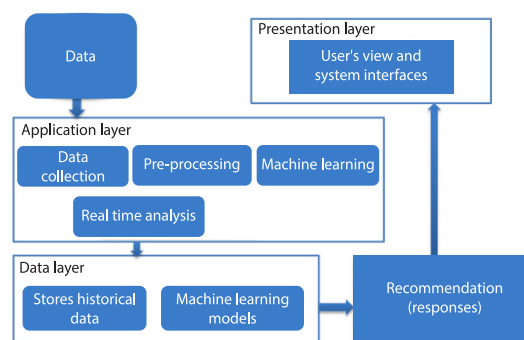 Data
Presentation layer
User's view and
system interfaces
Application layer
Data
collection
Pre-processing
Machine learning
Real time analysis
Data layer
Stores historical
data
Machine learning
models
Recommendation
(responses)